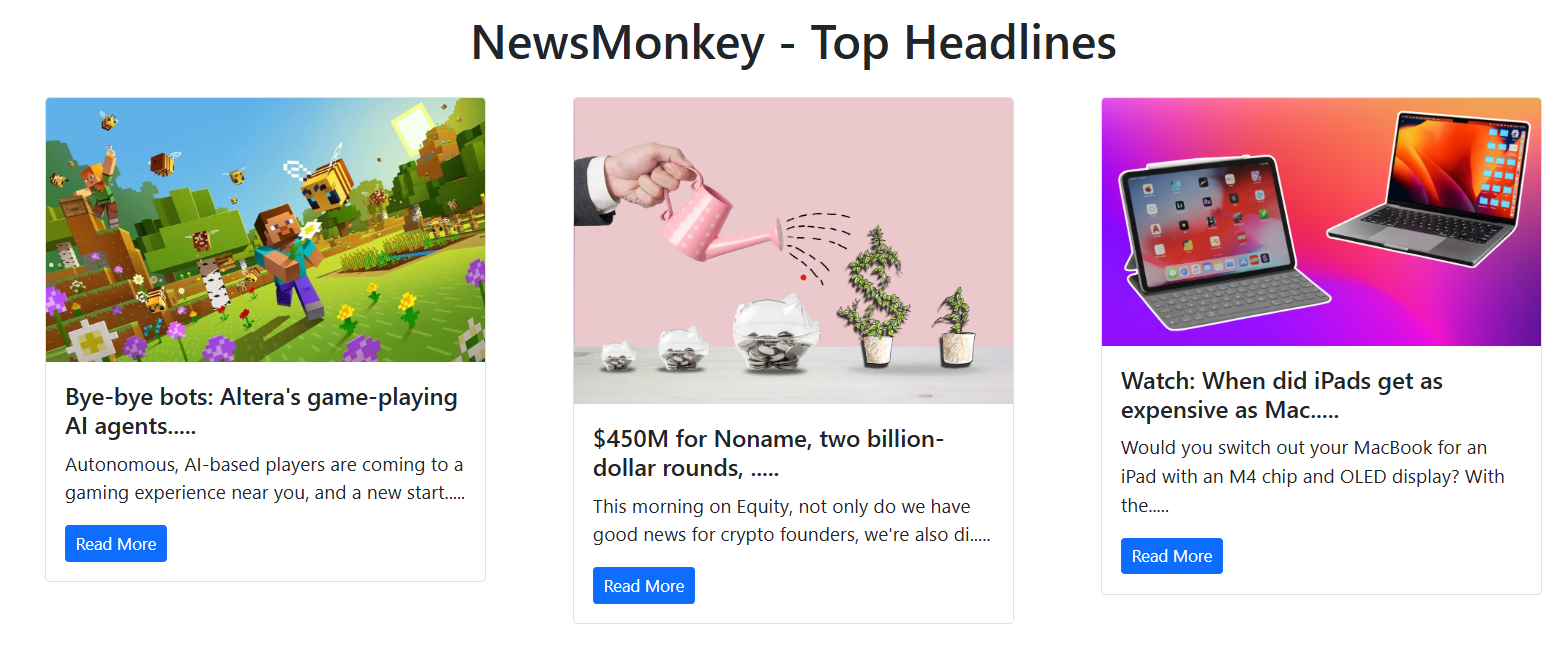 NewsMonkey - Top Headlines
Bye-bye bots: Altera's game-playing
AI agents.....
Autonomous, AI-based players are coming to a
gaming experience near you, and a new start.....
Read More
$450M for Noname, two billion-
dollar rounds, .....
This morning on Equity, not only do we have
good news for crypto founders, we're also di.....
Read More
Watch: When did iPads get as
expensive as Mac.....
Would you switch out your MacBook for an
iPad with an M4 chip and OLED display? With
the.....
Read More